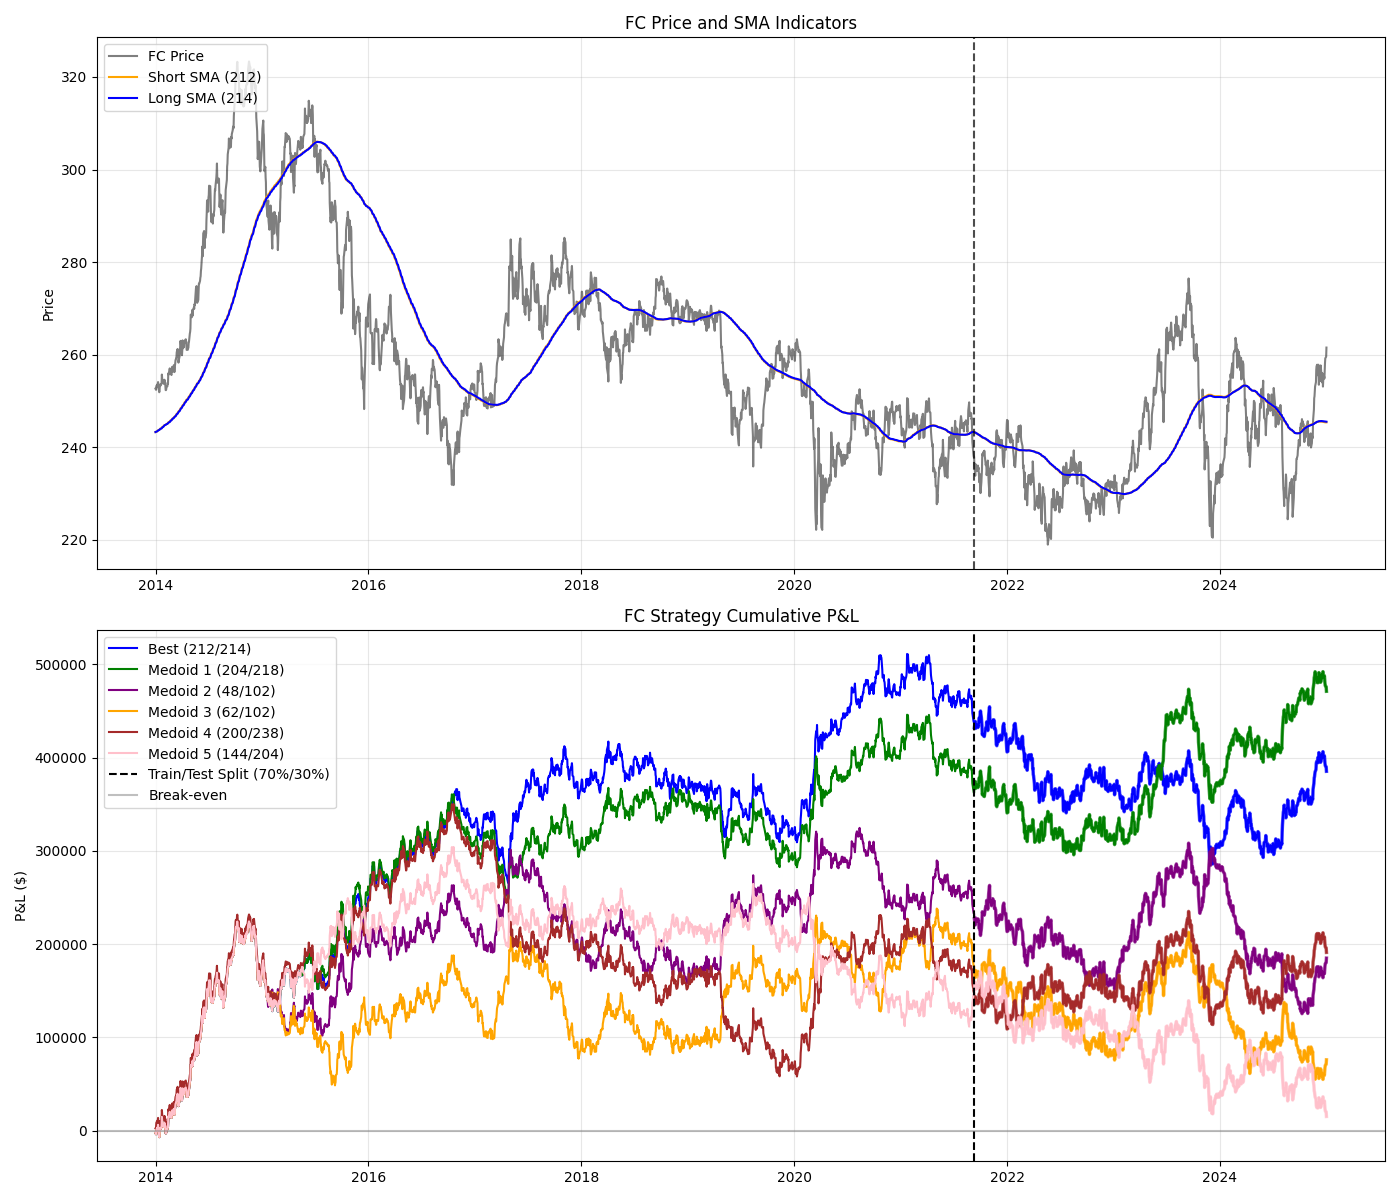 FC Price and SMA Indicators
FC Price
Short SMA (212)
Long SMA (214)
Price
320
300
280
260
240
220
2014 2016 2018 2020 2022 2024
FC Strategy Cumulative P&L
Best (212/214)
Medoid 1 (204/218)
Medoid 2 (48/102)
Medoid 3 (62/102)
Medoid 4 (200/238)
Medoid 5 (144/204)
Train/Test Split (70%/30%)
Break-even
P&L ($)
500000
400000
300000
200000
100000
0
2014 2016 2018 2020 2022 2024